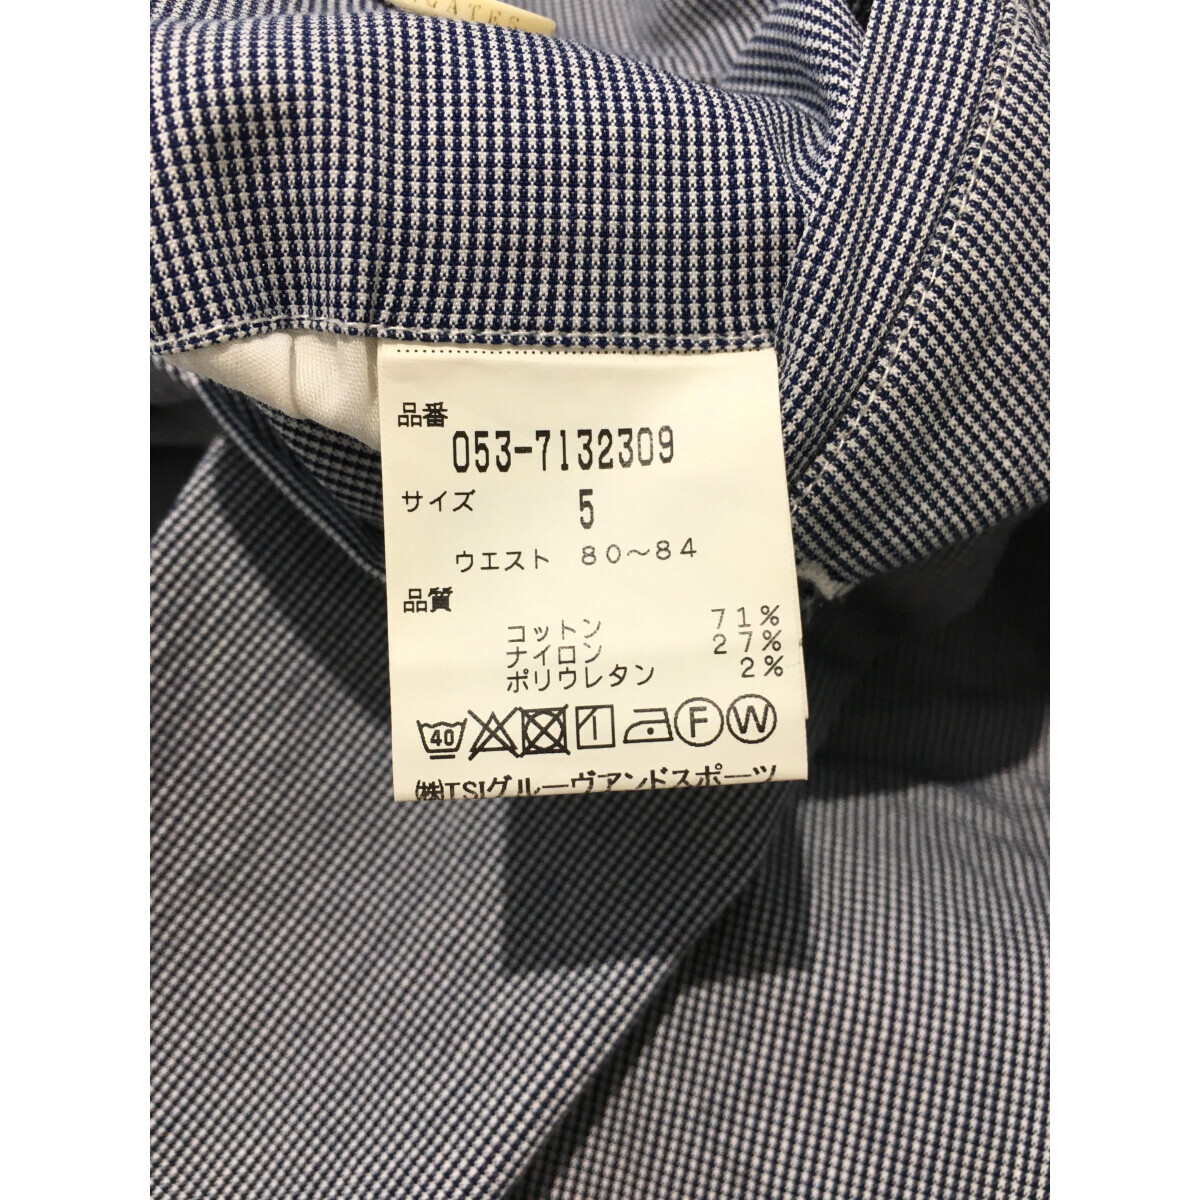 GATES
品番
053-7132309
サイズ 5
ウエスト 80～84
品質
コットン 71%
ナイロン 27%
ポリウレタン 2%
40 F W
㈱TSIグルーヴアンドスポーツ